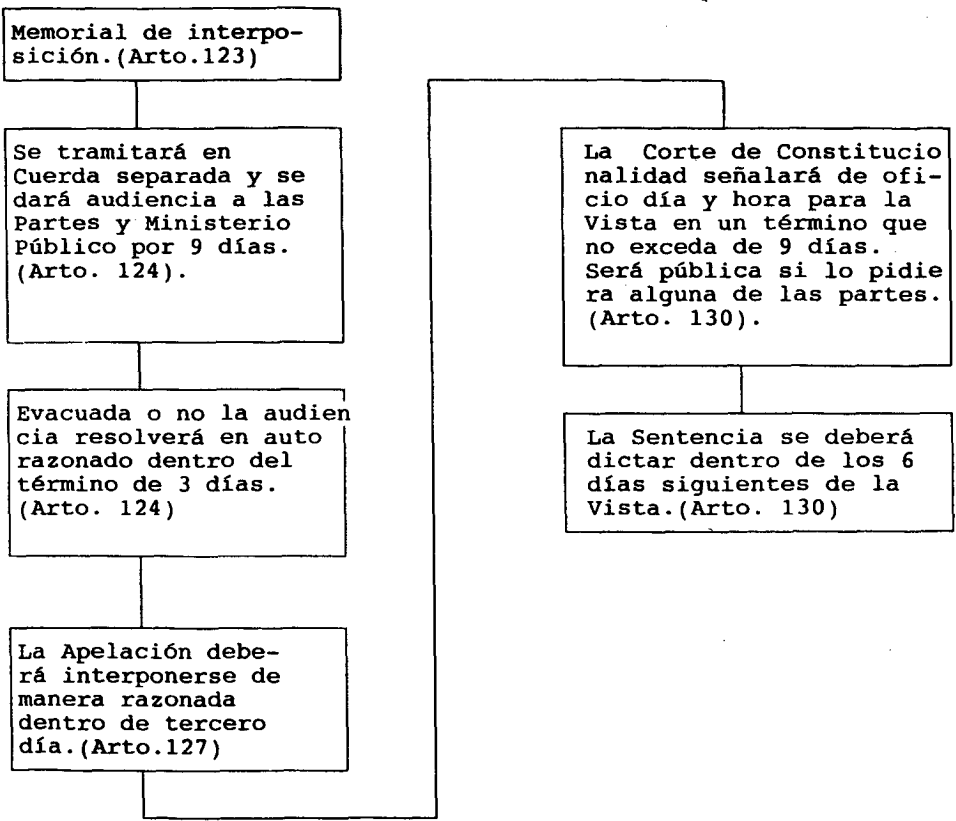 Memorial de interpo-
sición.(Arto.123)
Se tramitará en
Cuerda separada y se
dará audiencia a las
Partes y Ministerio
Público por 9 días.
(Arto. 124).
Evacuada o no la audien
cia resolverá en auto
razonado dentro del
término de 3 días.
(Arto. 124)
La Apelación debe-
rá interponerse de
manera razonada
dentro de tercero
día.(Arto.127)
La Corte de Constitucio
nalidad señalará de ofi-
cio día y hora para la
Vista en un término que
no exceda de 9 días.
Será pública si lo pidie
ra alguna de las partes.
(Arto. 130).
La Sentencia se deberá
dictar dentro de los 6
días siguientes de la
Vista.(Arto. 130)